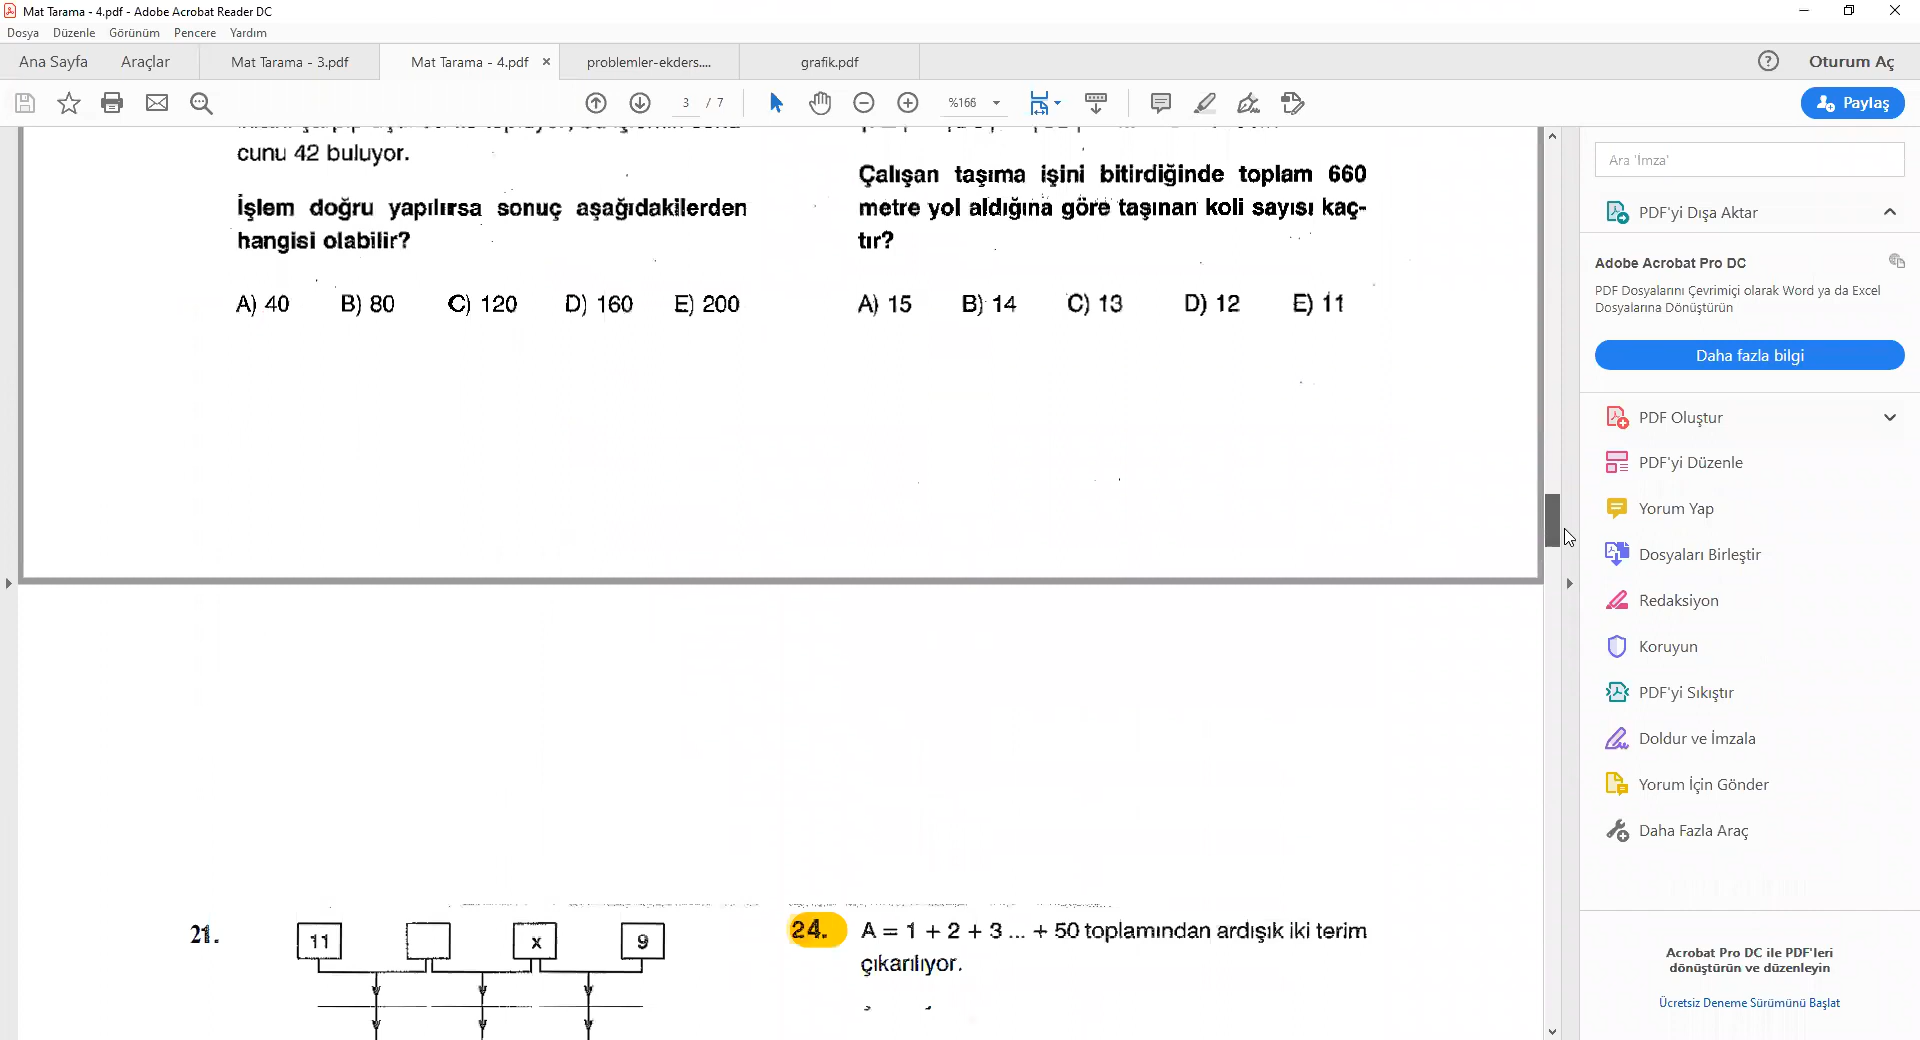 Mat Tarama - 4.pdf - Adobe Acrobat Reader DC
Dosya Düzenle Görünüm Pencere Yardım
Ana Sayfa Araçlar Mat Tarama - 3.pdf Mat Tarama - 4.pdf × problemler-ekders.... grafik.pdf ? Oturum Aç
3 / 7 %166 Paylaş
cunu 42 buluyor.
İşlem doğru yapılırsa sonuç aşağıdakilerden
hangisi olabilir?
A) 40 B) 80 C) 120 D) 160 E) 200
Çalışan taşıma işini bitirdiğinde toplam 660
metre yol aldığına göre taşınan koli sayısı kaç-
tır?
A) 15 B) 14 C) 13 D) 12 E) 11
21.
11 x 9
24. A = 1 + 2 + 3 ... + 50 toplamından ardışık iki terim
çıkarılıyor.
Ara 'İmza'
PDF'yi Dışa Aktar
Adobe Acrobat Pro DC
PDF Dosyalarını Çevrimiçi olarak Word ya da Excel
Dosyalarına Dönüştürün
Daha fazla bilgi
PDF Oluştur
PDF'yi Düzenle
Yorum Yap
Dosyaları Birleştir
Redaksiyon
Koruyun
PDF'yi Sıkıştır
Doldur ve İmzala
Yorum İçin Gönder
Daha Fazla Araç
Acrobat Pro DC ile PDF'leri
dönüştürün ve düzenleyin
Ücretsiz Deneme Sürümünü Başlat